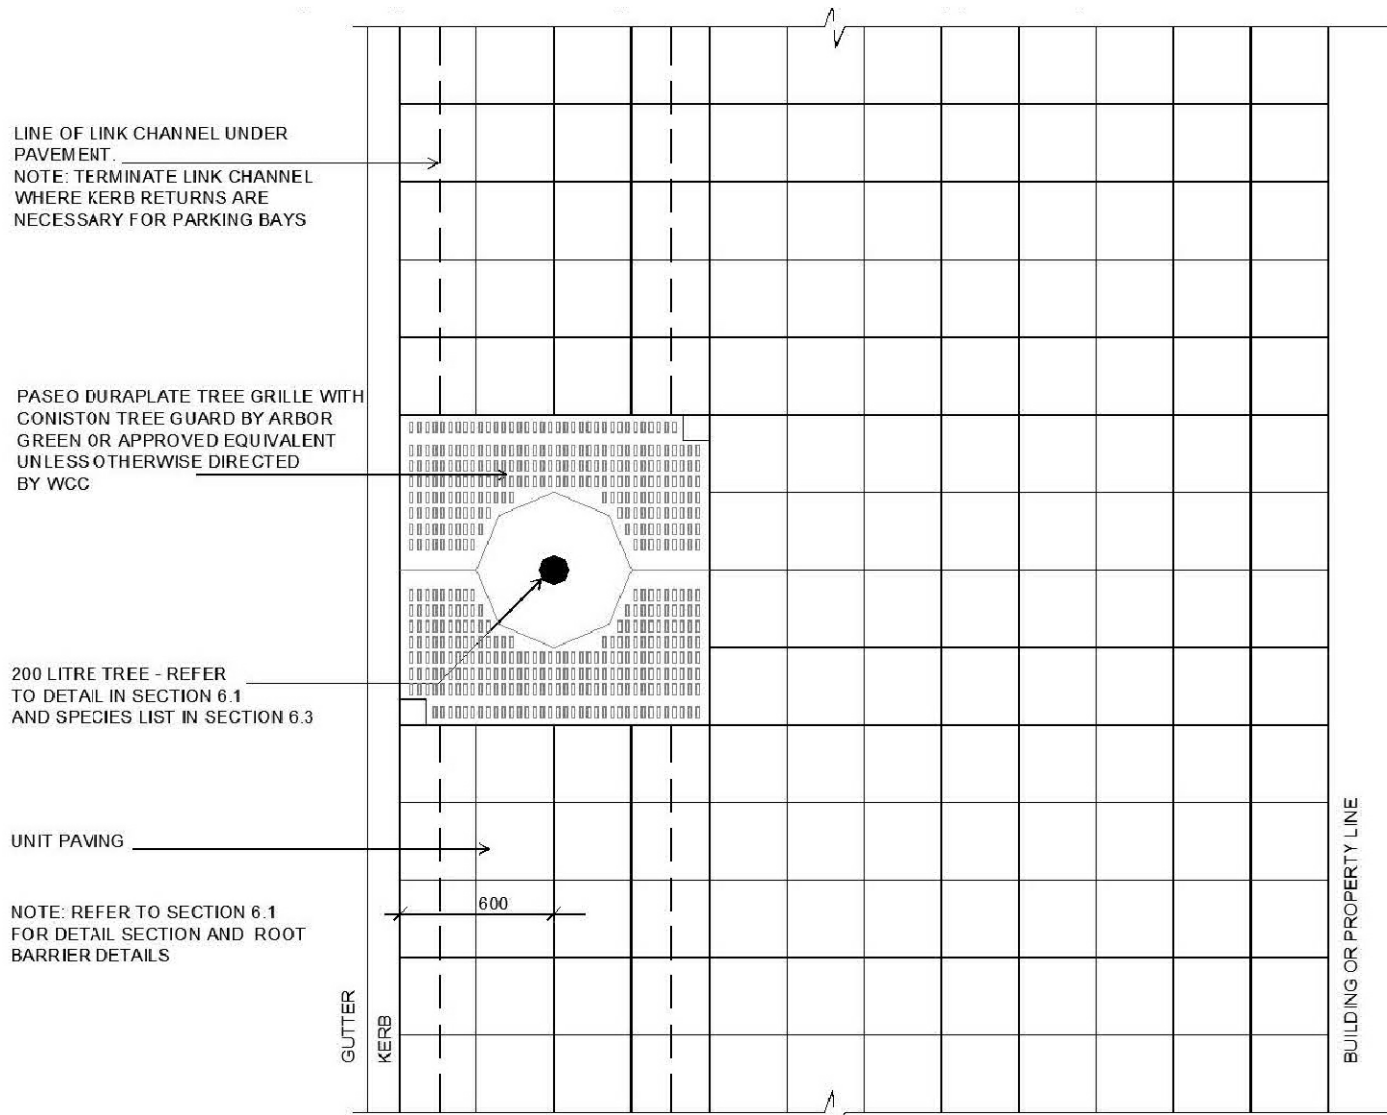 LINE OF LINK CHANNEL UNDER
PAVEMENT.
NOTE: TERMINATE LINK CHANNEL
WHERE KERB RETURNS ARE
NECESSARY FOR PARKING BAYS
PASEO DURAPLATE TREE GRILLE WITH
CONISTON TREE GUARD BY ARBOR
GREEN OR APPROVED EQUIVALENT
UNLESS OTHERWISE DIRECTED
BY WCC
200 LITRE TREE - REFER
TO DETAIL IN SECTION 6.1
AND SPECIES LIST IN SECTION 6.3
UNIT PAVING
NOTE: REFER TO SECTION 6.1
FOR DETAIL SECTION AND ROOT
BARRIER DETAILS
600
GUTTER
KERB
BUILDING OR PROPERTY LINE